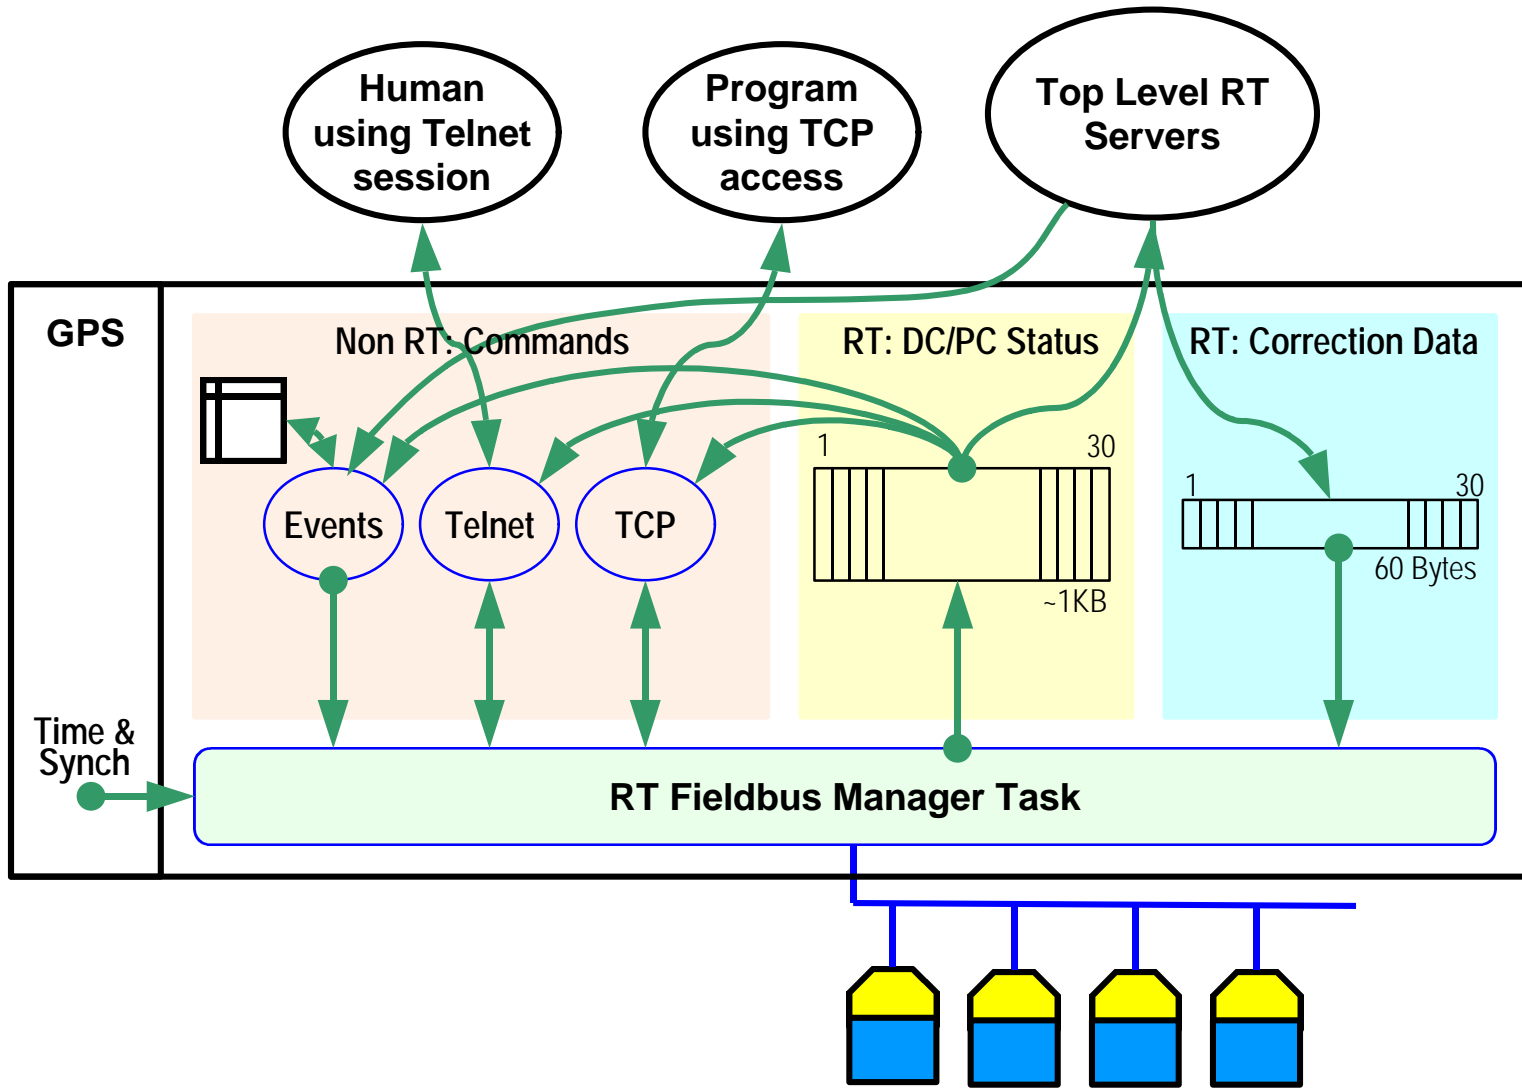 Human
using Telnet
session
Program
using TCP
access
Top Level RT
Servers
GPS
Non RT: Commands
RT: DC/PC Status
RT: Correction Data
1
30
1
30
Events
Telnet
TCP
60 Bytes
~1KB
Time &
Synch
RT Fieldbus Manager Task